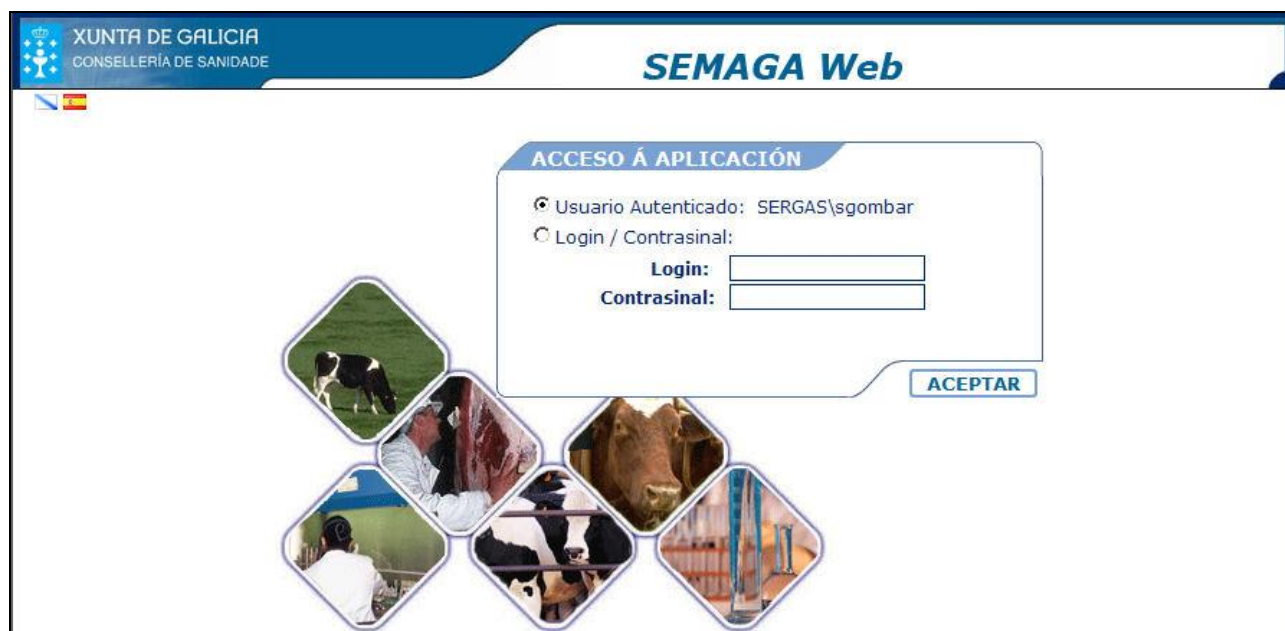 XUNTA DE GALICIA
CONSELLERÍA DE SANIDADE
SEMAGA Web
ACCESO Á APLICACIÓN
Usuario Autenticado: SERGAS\sgombar
Login / Contrasinal:
Login:
Contrasinal:
ACEPTAR